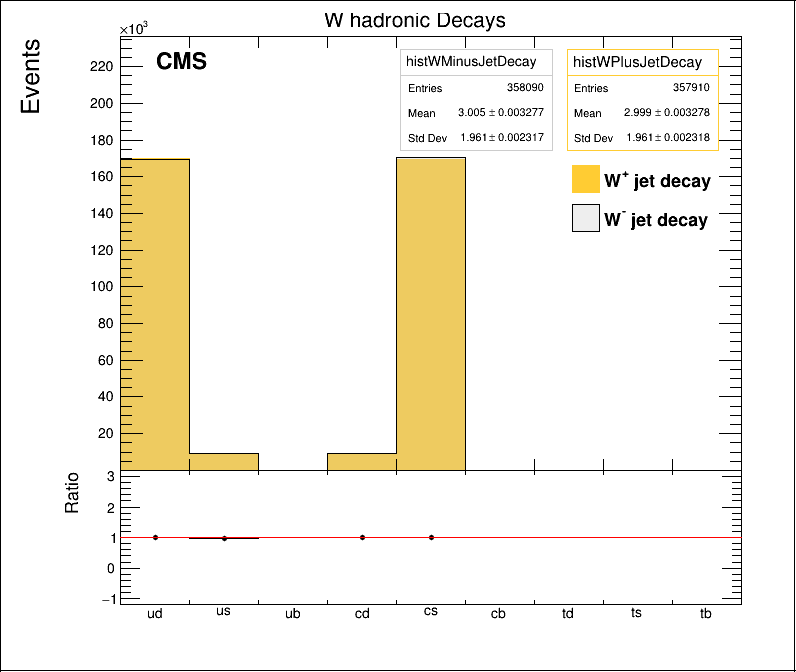 W hadronic Decays
×10³
Events
CMS
histWMinusJetDecay
Entries 358090
Mean 3.005 ± 0.003277
Std Dev 1.961 ± 0.002317
histWPlusJetDecay
Entries 357910
Mean 2.999 ± 0.003278
Std Dev 1.961 ± 0.002318
W⁺ jet decay
W⁻ jet decay
220
200
180
160
140
120
100
80
60
40
20
Ratio
3
2
1
0
−1
ud us ub cd cs cb td ts tb